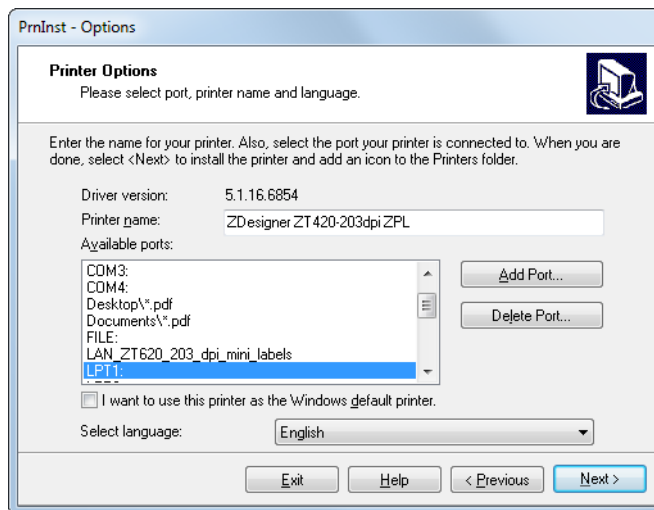 PrnInst - Options
Printer Options
Please select port, printer name and language.
Enter the name for your printer. Also, select the port your printer is connected to. When you are
done, select <Next> to install the printer and add an icon to the Printers folder.
Driver version: 5.1.16.6854
Printer name: ZDesigner ZT420-203dpi ZPL
Available ports:
COM3:
COM4:
Desktop\*.pdf
Documents\*.pdf
FILE:
LAN_ZT620_203_dpi_mini_labels
LPT1:
Add Port...
Delete Port...
I want to use this printer as the Windows default printer.
Select language: English
Exit Help < Previous Next >